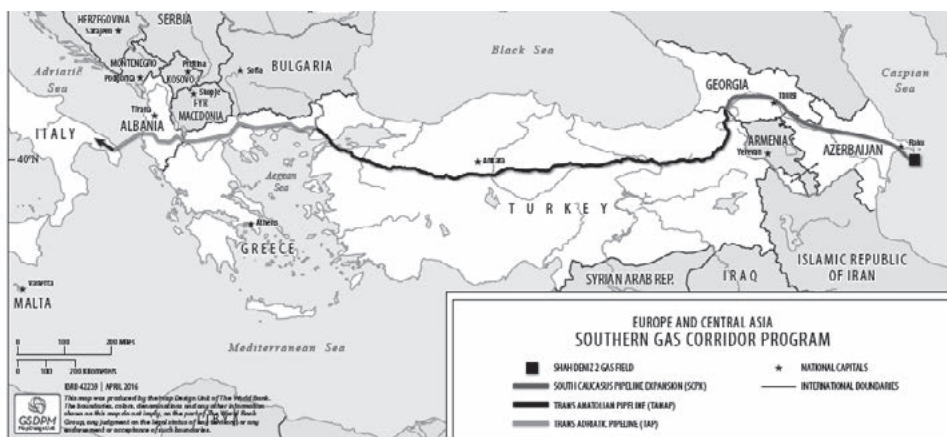 HERZEGOVINA
Sarajevo
SERBIA
Black Sea
MONTENEGRO
Pristina
Podgorica
KOSOVO
Sofia
BULGARIA
Adriatic
Sea
Skopje
FYR
MACEDONIA
Tirana
ALBANIA
ITALY
40°N
GEORGIA
Tbilisi
Caspian
Sea
ARMENIA
Yerevan
AZERBAIJAN
Baku
Ankara
Aegean
Sea
TURKEY
Athens
GREECE
ISLAMIC REPUBLIC
OF IRAN
SYRIAN ARAB REP.
IRAQ
Valletta
MALTA
Mediterranean Sea
0 100 200 MILES
0 100 200 Kilometers
IBRD 42239 | APRIL 2016
GSDPM
Map Design Unit
This map was produced by the Map Design Unit of The World Bank.
The boundaries, colors, denominations and any other information
shown on this map do not imply, on the part of The World Bank
Group, any judgment on the legal status of any territory, or any
endorsement or acceptance of such boundaries.
EUROPE AND CENTRAL ASIA
SOUTHERN GAS CORRIDOR PROGRAM
SHAH DENIZ 2 GAS FIELD
SOUTH CAUCASUS PIPELINE EXPANSION (SCPX)
TRANS ANATOLIAN PIPELINE (TANAP)
TRANS ADRIATIC PIPELINE (TAP)
NATIONAL CAPITALS
INTERNATIONAL BOUNDARIES